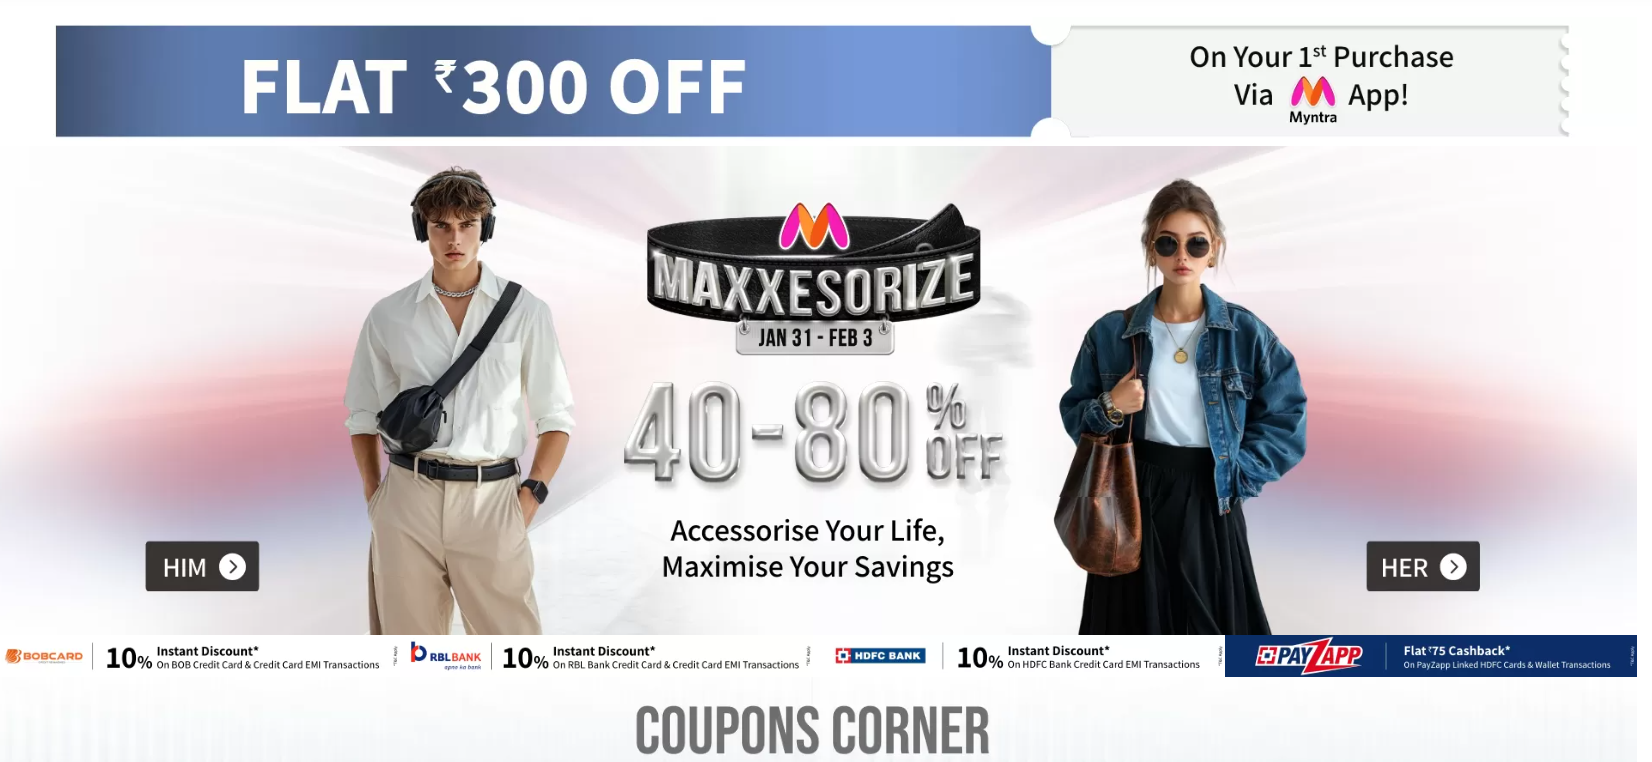 FLAT ₹300 OFF
On Your 1st Purchase
Via Myntra App!
MAXXESORIZE
JAN 31 - FEB 3
40-80% OFF
Accessorise Your Life,
Maximise Your Savings
HIM
HER
BOBCARD
10% Instant Discount*
On BOB Credit Card & Credit Card EMI Transactions
RBLBANK
apno ka bank
10% Instant Discount*
On RBL Bank Credit Card & Credit Card EMI Transactions
HDFC BANK
10% Instant Discount*
On HDFC Bank Credit Card EMI Transactions
PAYZAPP
Flat ₹75 Cashback*
On PayZapp Linked HDFC Cards & Wallet Transactions
COUPONS CORNER